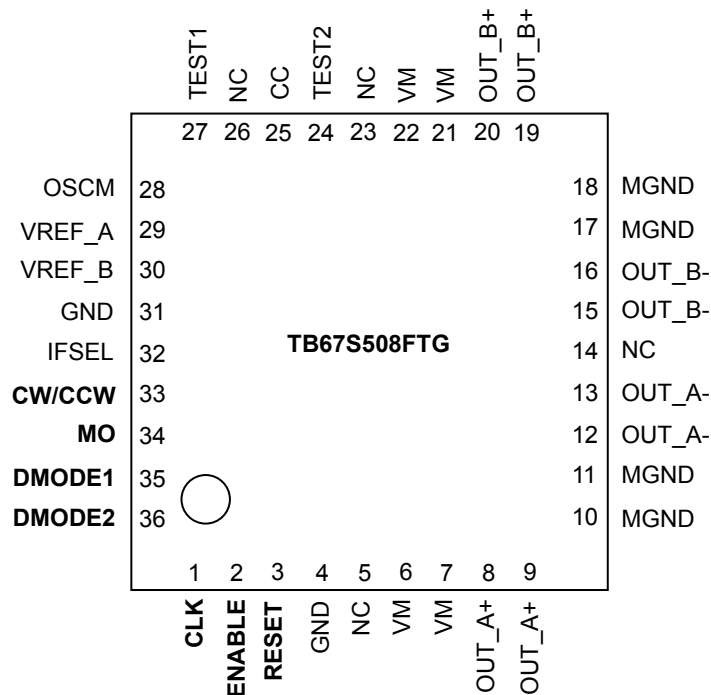 TEST1 NC CC TEST2 NC VM VM OUT_B+ OUT_B+
27 26 25 24 23 22 21 20 19
OSCM 28 18 MGND
VREF_A 29 17 MGND
VREF_B 30 16 OUT_B-
GND 31 15 OUT_B-
IFSEL 32 TB67S508FTG 14 NC
CW/CCW 33 13 OUT_A-
MO 34 12 OUT_A-
DMODE1 35 11 MGND
DMODE2 36 10 MGND
1 2 3 4 5 6 7 8 9
CLK ENABLE RESET GND NC VM VM OUT_A+ OUT_A+